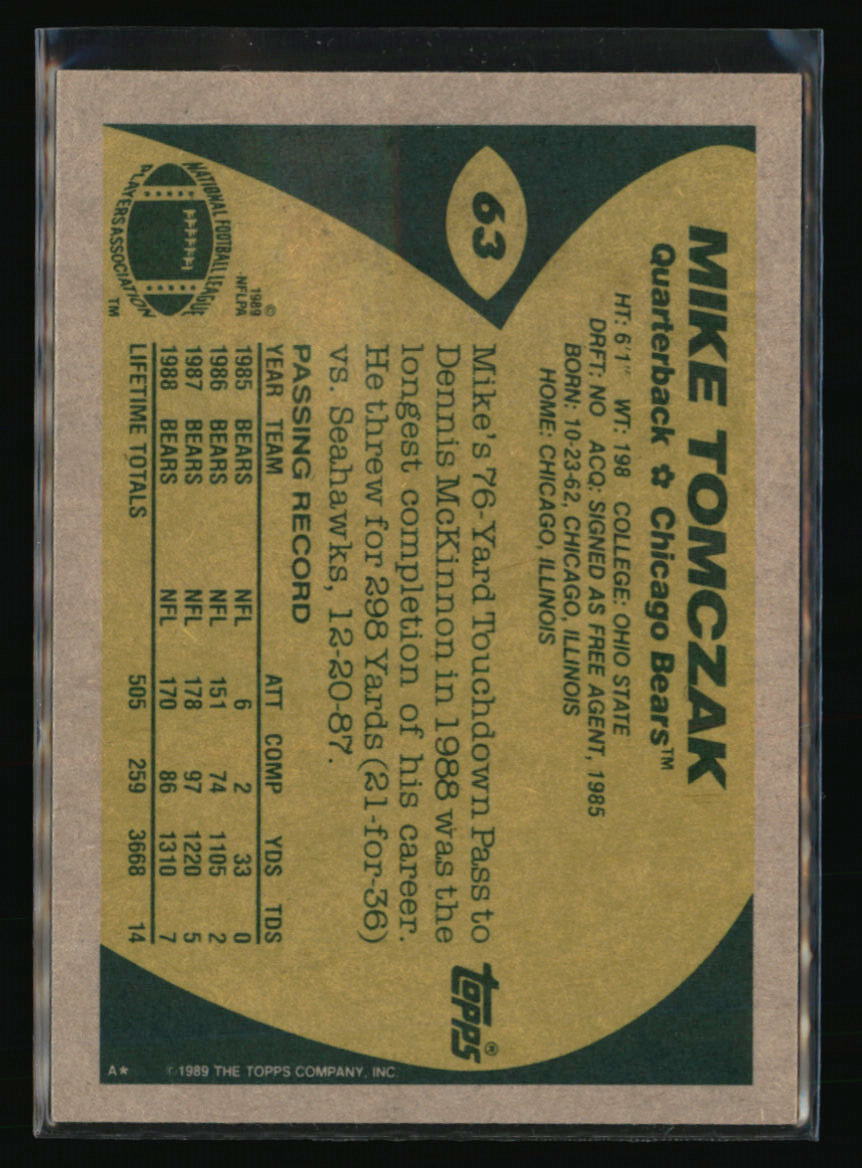 63
MIKE TOMCZAK
Quarterback ✿ Chicago Bears™
HT: 6'1" WT: 198 COLLEGE: OHIO STATE
DRFT: NO ACQ: SIGNED AS FREE AGENT, 1985
BORN: 10-23-62, CHICAGO, ILLINOIS
HOME: CHICAGO, ILLINOIS
Mike's 76-Yard Touchdown Pass to
Dennis McKinnon in 1988 was the
longest completion of his career.
He threw for 298 Yards (21-for-36)
vs. Seahawks, 12-20-87.
topps®
NATIONAL FOOTBALL LEAGUE
PLAYERS ASSOCIATION
TM
©
1989
-NFLPA
PASSING RECORD
YEAR TEAM ATT COMP YDS TDS
1985 BEARS NFL 6 2 33 0
1986 BEARS NFL 151 74 1105 2
1987 BEARS NFL 178 97 1220 5
1988 BEARS NFL 170 86 1310 7
LIFETIME TOTALS 505 259 3668 14
A* © 1989 THE TOPPS COMPANY, INC.